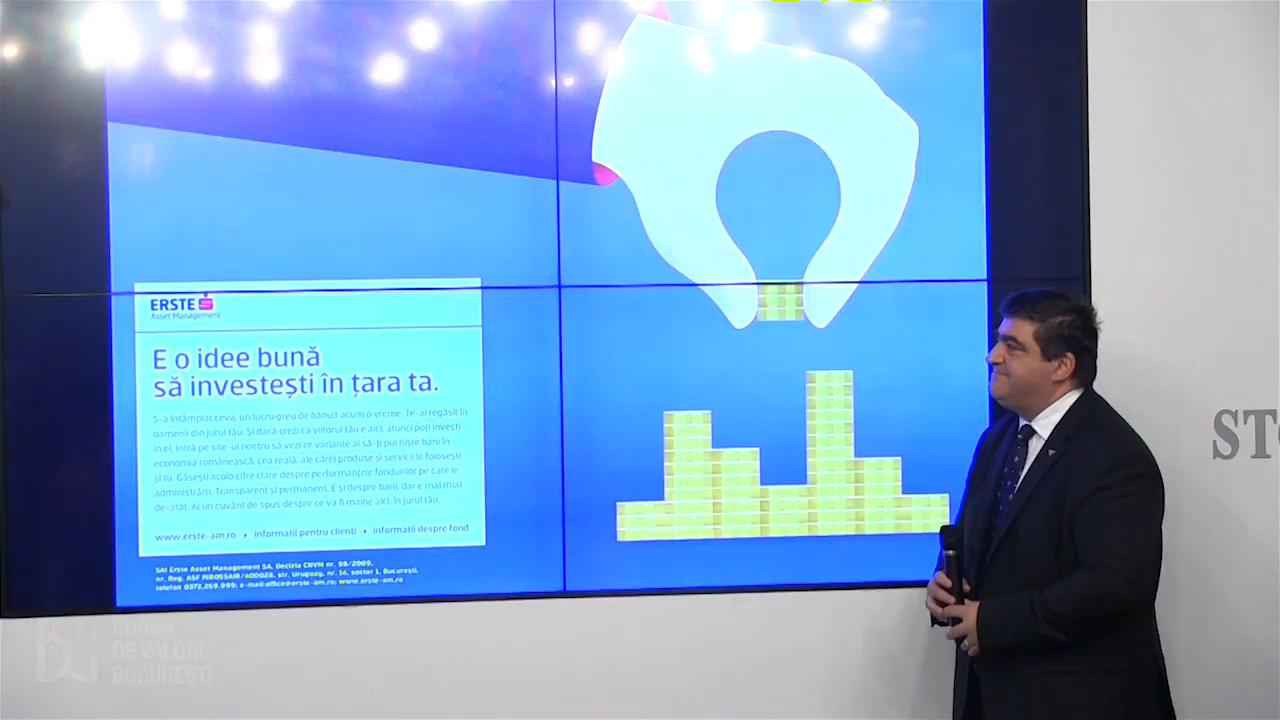 ERSTE
Asset Management
E o idee bună
să investești în țara ta.
S-a întâmplat ceva, un lucru greu de bănuit acum o vreme. Te-ai regăsit în
oamenii din jurul tău. Și dacă crezi ca viitorul tău e aici, atunci poți investi
în el. Intră pe site-ul nostru să vezi ce variante ai să-ți pui niște bani în
economia românească, cea reală, ale cărei produse și servicii le folosești
și tu. Găsești acolo cifre clare despre performanțele fondurilor pe care le
administrăm. Transparent și permanent. E și despre bani, dar e mai mult
de-atât. Ai un cuvânt de spus despre ce va fi maine aici, în jurul tău.
www.erste-am.ro › informatii pentru clienti › informatii despre fond
SAI Erste Asset Management SA, Decizia CNVM nr. 98/2009,
nr. Reg. ASF PJR05SAIR/400028, str. Uruguay, nr. 14, sector 1, București,
telefon 0372.269.999; e-mail:office@erste-am.ro; www.erste-am.ro
BURSA
DE VALORI
BUCUREȘTI
ST